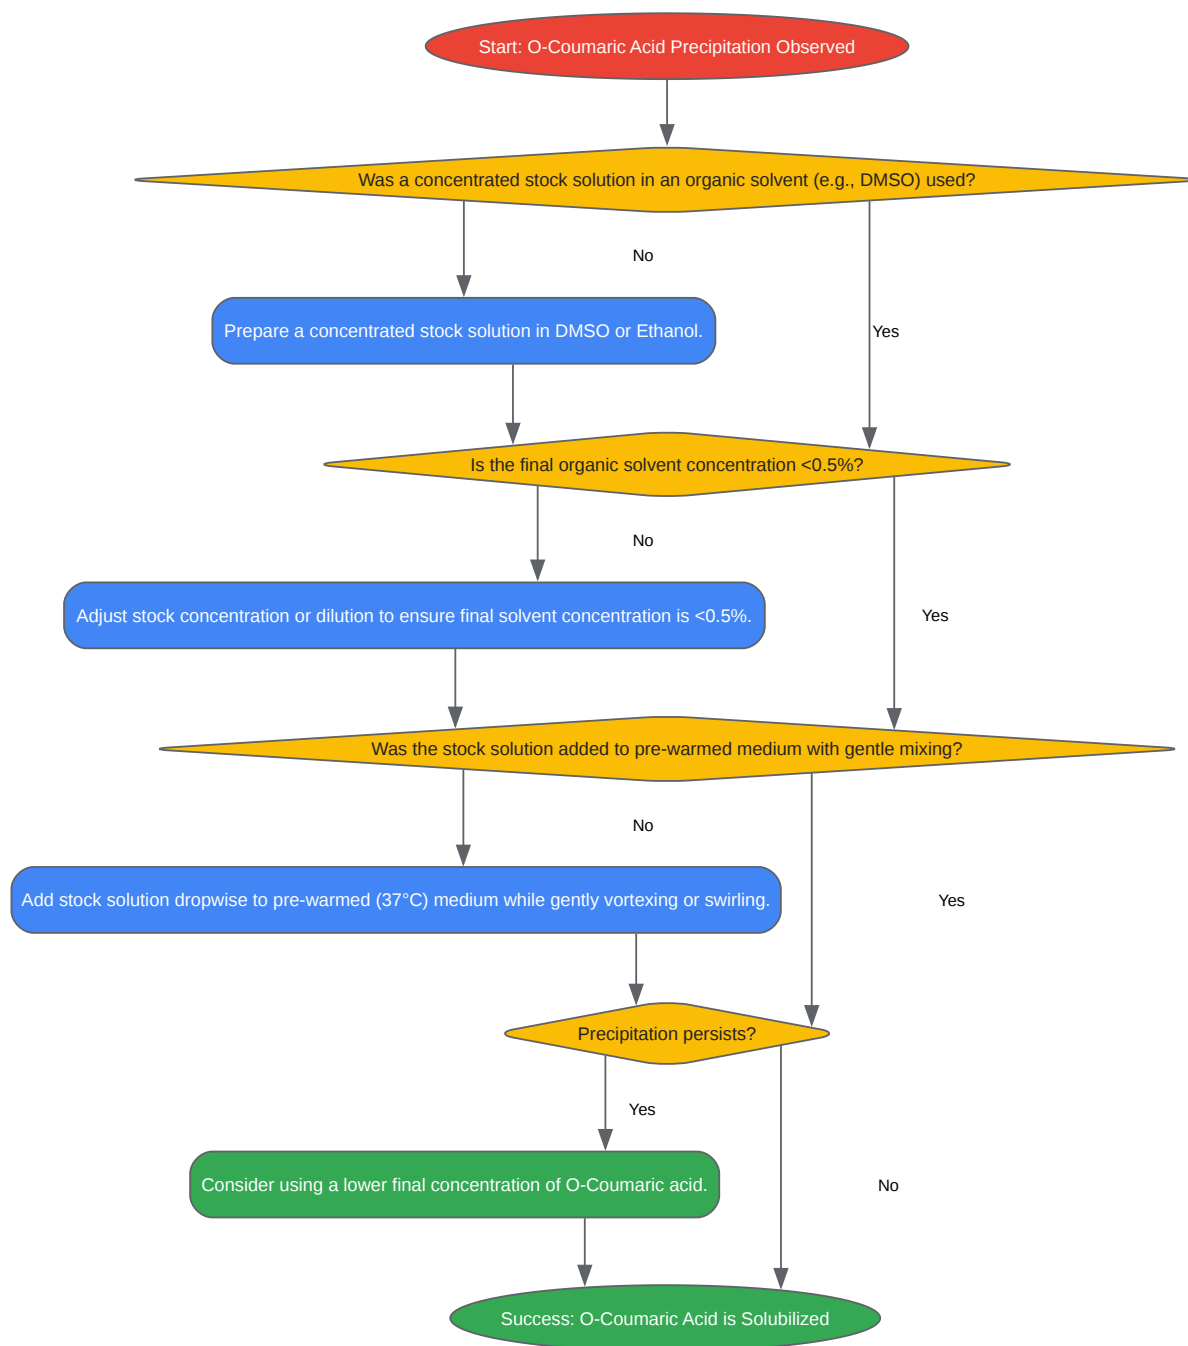 Start: O-Coumaric Acid Precipitation Observed
Was a concentrated stock solution in an organic solvent (e.g., DMSO) used?
No
Prepare a concentrated stock solution in DMSO or Ethanol.
Yes
Is the final organic solvent concentration <0.5%?
No
Adjust stock concentration or dilution to ensure final solvent concentration is <0.5%.
Yes
Was the stock solution added to pre-warmed medium with gentle mixing?
No
Add stock solution dropwise to pre-warmed (37°C) medium while gently vortexing or swirling.
Yes
Precipitation persists?
Yes
Consider using a lower final concentration of O-Coumaric acid.
No
Success: O-Coumaric Acid is Solubilized